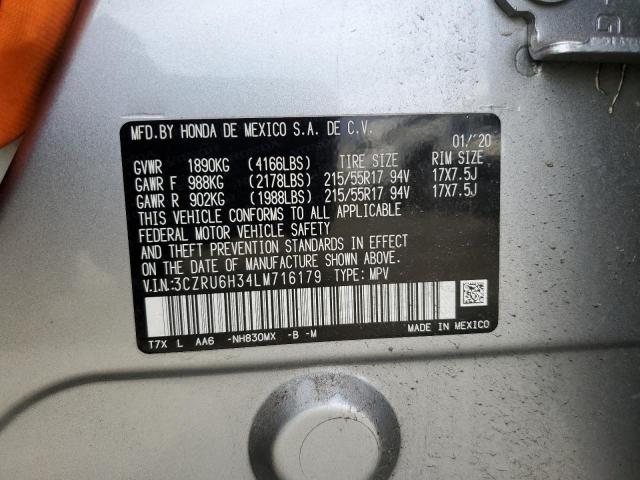 MFD.BY HONDA DE MEXICO S.A. DE C.V.
01/'20
GVWR 1890KG (4166LBS) TIRE SIZE RIM SIZE
GAWR F 988KG (2178LBS) 215/55R17 94V 17X7.5J
GAWR R 902KG (1988LBS) 215/55R17 94V 17X7.5J
THIS VEHICLE CONFORMS TO ALL APPLICABLE
FEDERAL MOTOR VEHICLE SAFETY
AND THEFT PREVENTION STANDARDS IN EFFECT
ON THE DATE OF MANUFACTURE SHOWN ABOVE.
V.I.N:3CZRU6H34LM716179 TYPE: MPV
T7X L AA6 -NH830MX -B -M
MADE IN MEXICO